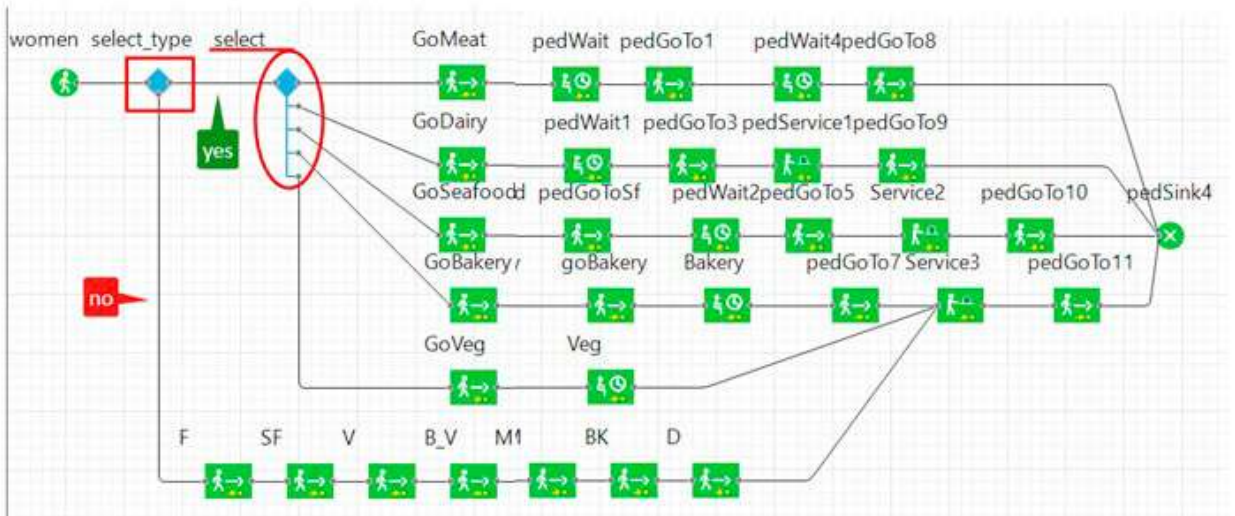 women select_type select GoMeat pedWait pedGoTo1 pedWait4 pedGoTo8
yes
GoDairy pedWait1 pedGoTo3 pedService1 pedGoTo9
GoSeafood pedGoToSf pedWait2 pedGoTo5 Service2 pedGoTo10 pedSink4
GoBakery goBakery Bakery pedGoTo7 Service3 pedGoTo11
no
GoVeg Veg
F SF V B_V M1 BK D